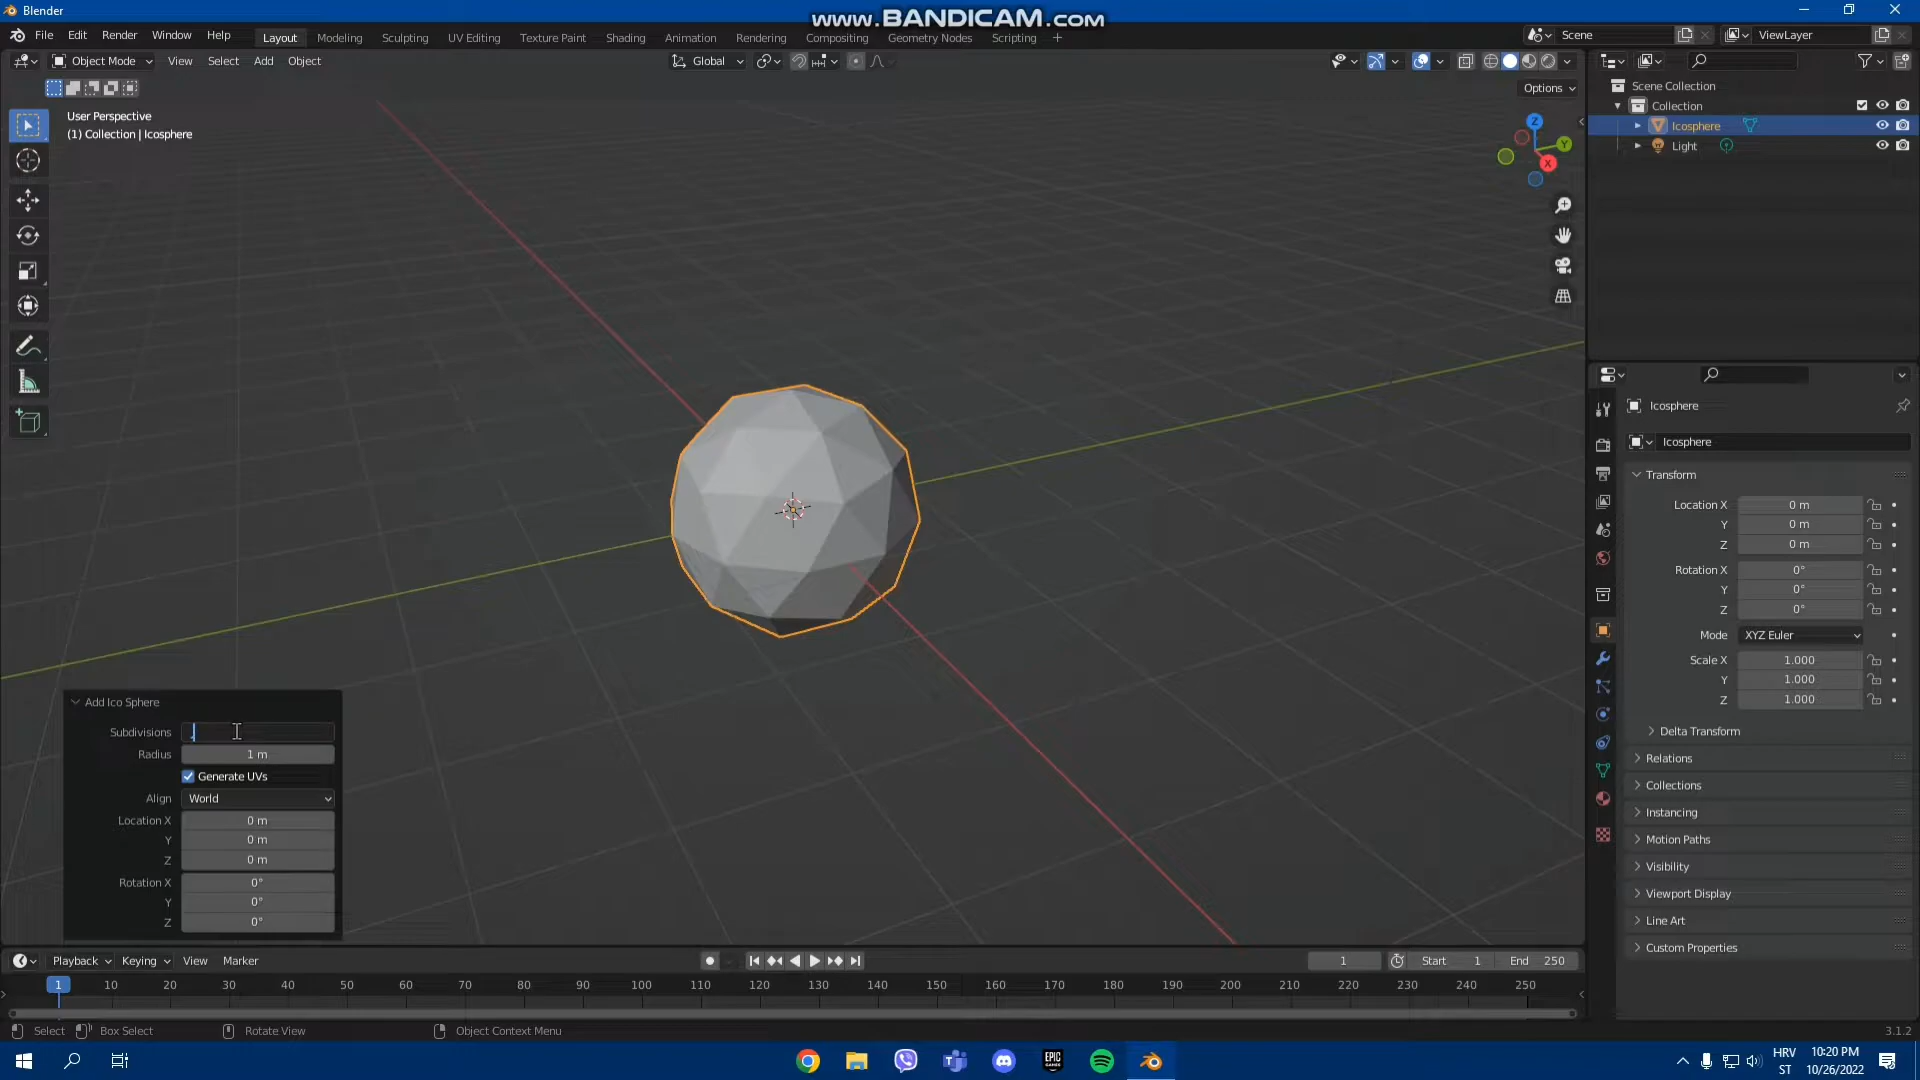 Blender
www.BANDICAM.com
File Edit Render Window Help Layout Modeling Sculpting UV Editing Texture Paint Shading Animation Rendering Compositing Geometry Nodes Scripting + Scene ViewLayer
Object Mode View Select Add Object Global
Options
User Perspective
(1) Collection | Icosphere
Z
Y
X
Scene Collection
Collection
Icosphere
Light
Icosphere
Icosphere
Transform
Location X 0 m
Y 0 m
Z 0 m
Rotation X 0°
Y 0°
Z 0°
Mode XYZ Euler
Scale X 1.000
Y 1.000
Z 1.000
Delta Transform
Relations
Collections
Instancing
Motion Paths
Visibility
Viewport Display
Line Art
Custom Properties
Add Ico Sphere
Subdivisions
Radius 1 m
Generate UVs
Align World
Location X 0 m
Y 0 m
Z 0 m
Rotation X 0°
Y 0°
Z 0°
Playback Keying View Marker 1 Start 1 End 250
1 10 20 30 40 50 60 70 80 90 100 110 120 130 140 150 160 170 180 190 200 210 220 230 240 250
Select Box Select Rotate View Object Context Menu 3.1.2
EPIC GAMES
HRV 10:20 PM
ST 10/26/2022